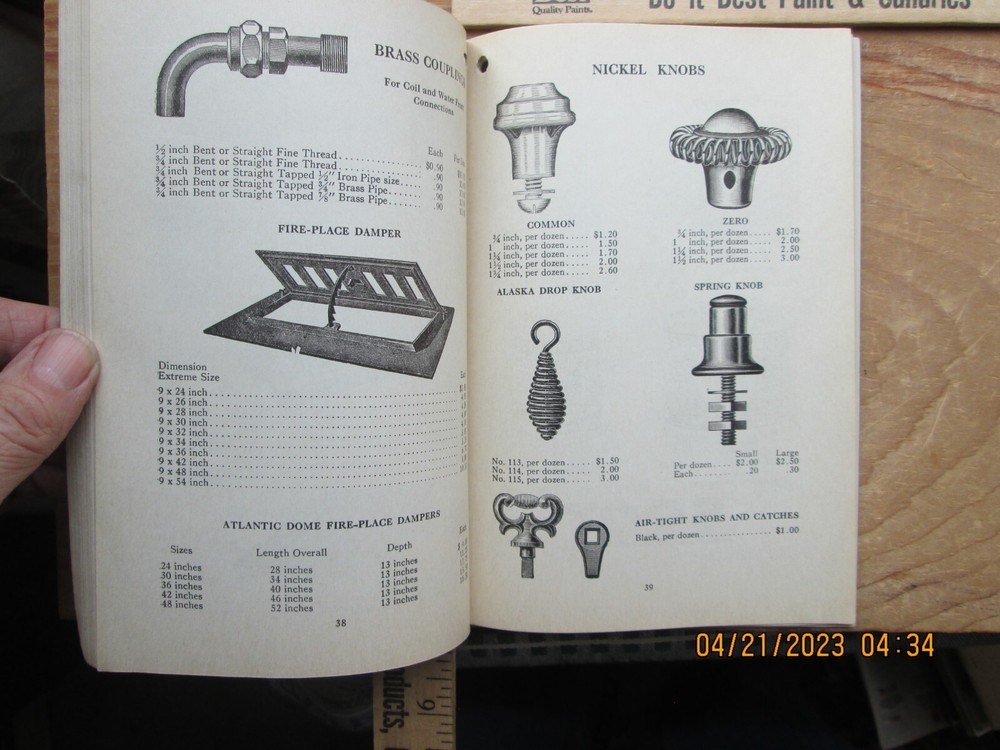 Quality Paints.
Do it Best Paint &
BRASS COUPLINGS
For Coil and Water Front
Connections
Each
½ inch Bent or Straight Fine Thread.................. $0.90
¾ inch Bent or Straight Fine Thread.................. .90
¾ inch Bent or Straight Tapped ½" Iron Pipe size..... .90
¾ inch Bent or Straight Tapped ¾" Brass Pipe..... .90
¾ inch Bent or Straight Tapped ⅞" Brass Pipe.....
FIRE-PLACE DAMPER
Dimension
Extreme Size
9 x 24 inch
9 x 26 inch
9 x 28 inch
9 x 30 inch
9 x 32 inch
9 x 34 inch
9 x 36 inch
9 x 42 inch
9 x 48 inch
9 x 54 inch
ATLANTIC DOME FIRE-PLACE DAMPERS
Sizes Length Overall Depth
24 inches 28 inches 13 inches
30 inches 34 inches 13 inches
36 inches 40 inches 13 inches
42 inches 46 inches 13 inches
48 inches 52 inches 13 inches
38
NICKEL KNOBS
COMMON
¾ inch, per dozen..... $1.20
1 inch, per dozen..... 1.50
1¼ inch, per dozen..... 1.70
1½ inch, per dozen..... 2.00
1¾ inch, per dozen..... 2.60
ZERO
¾ inch, per dozen..... $1.70
1 inch, per dozen..... 2.00
1¼ inch, per dozen..... 2.50
1½ inch, per dozen..... 3.00
ALASKA DROP KNOB
No. 113, per dozen..... $1.50
No. 114, per dozen..... 2.00
No. 115, per dozen..... 3.00
SPRING KNOB
Small Large
Per dozen.... $2.00 $2.50
Each..... .20 .30
AIR-TIGHT KNOBS AND CATCHES
Black, per dozen.................. $1.00
39
9
04/21/2023 04:34